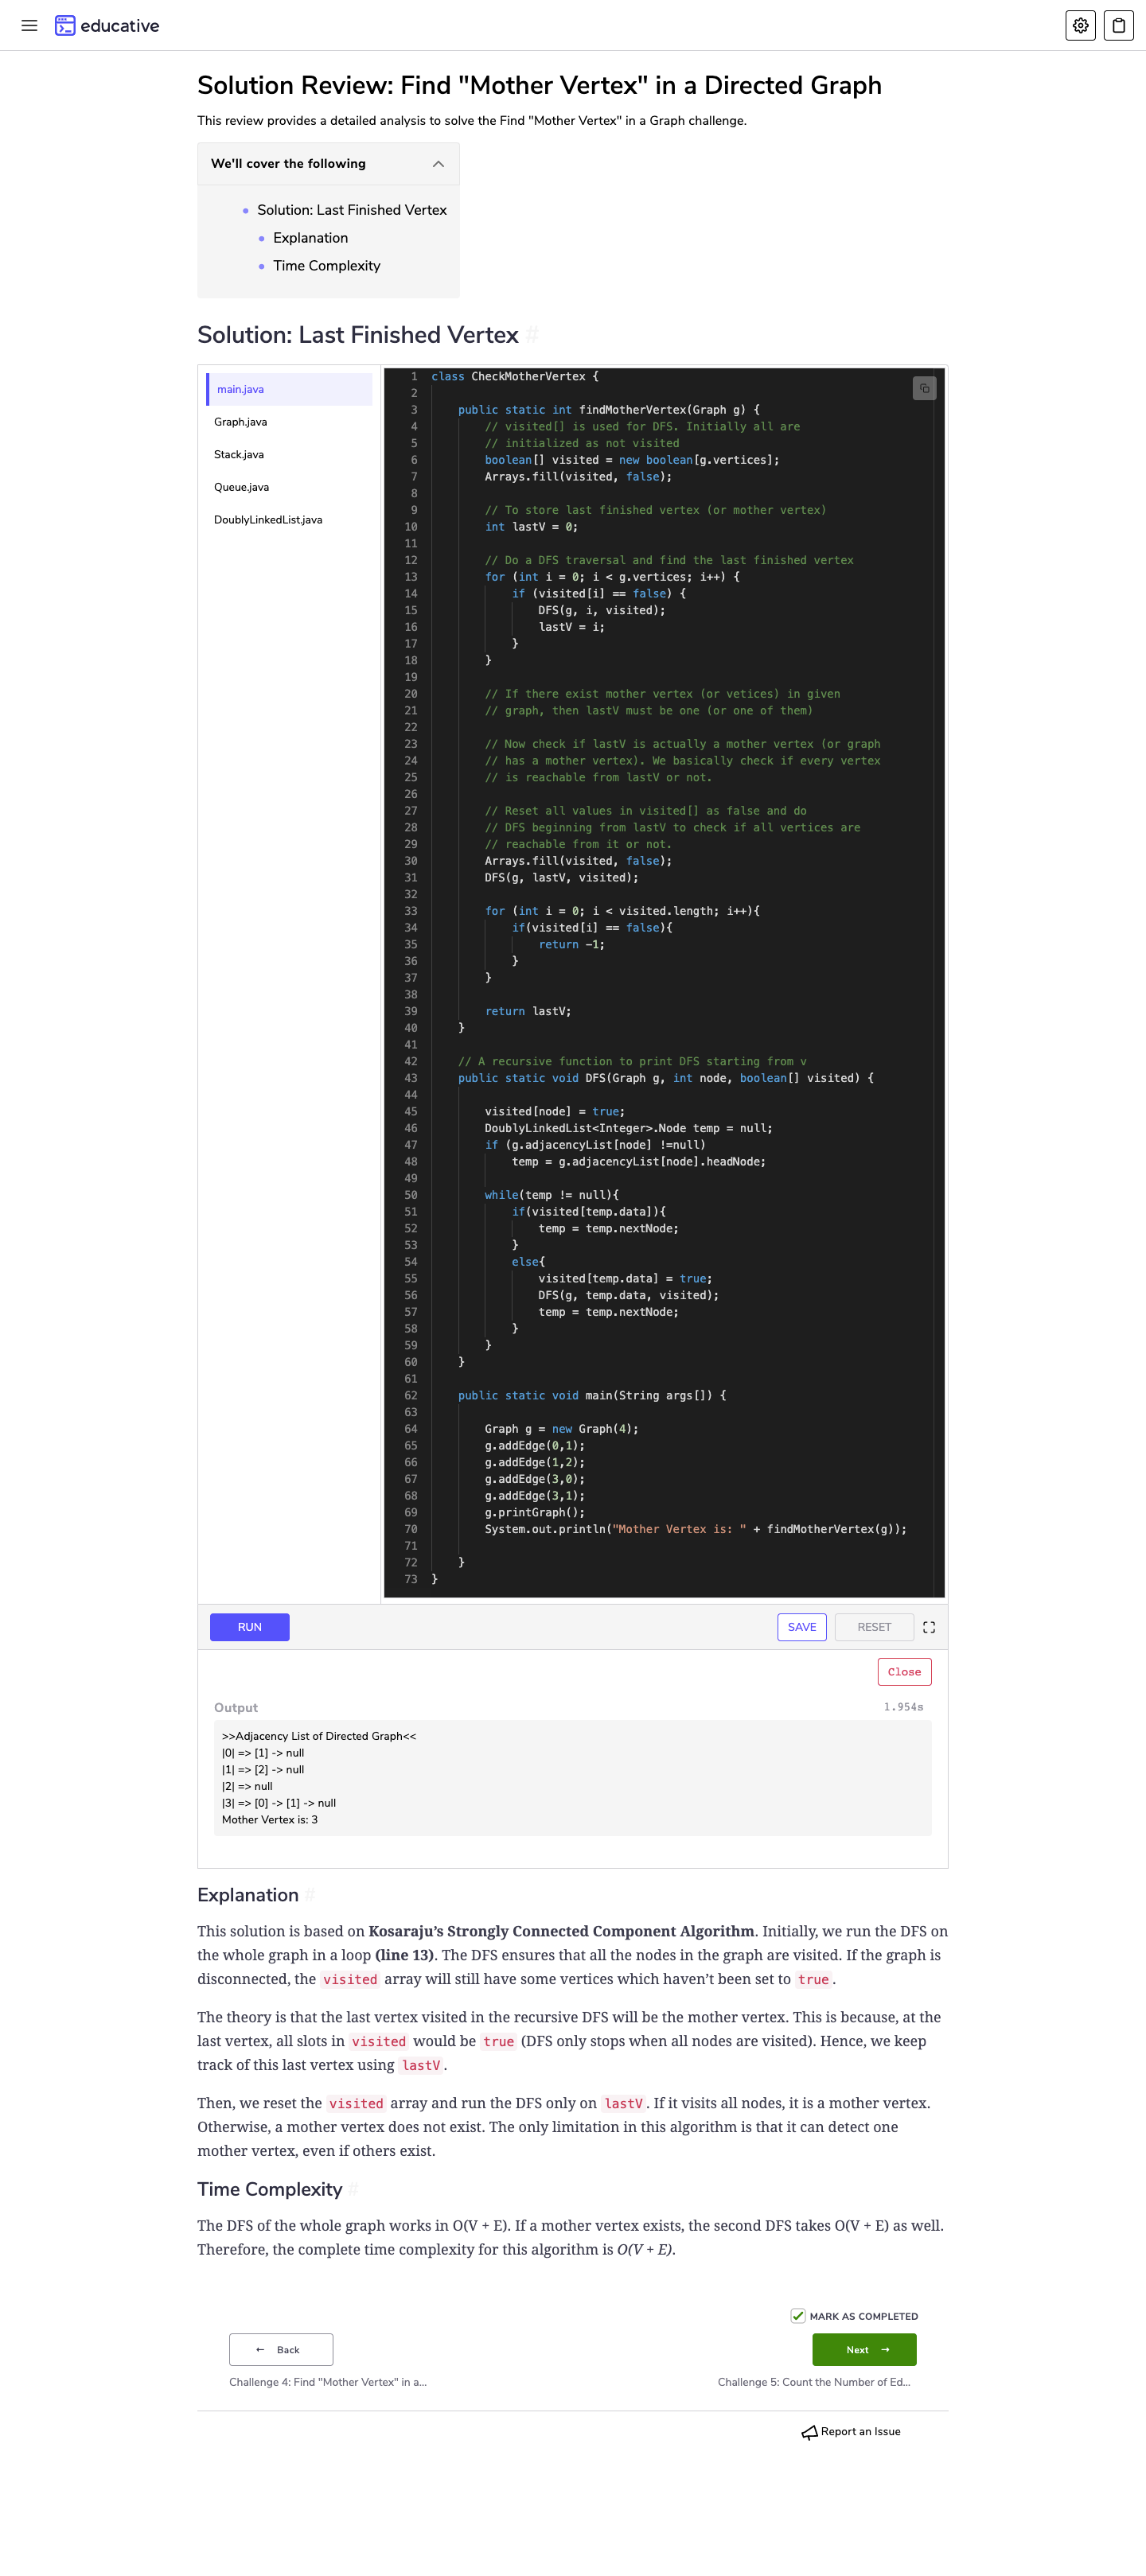 educative
Solution Review: Find "Mother Vertex" in a Directed Graph
This review provides a detailed analysis to solve the Find "Mother Vertex" in a Graph challenge.
We'll cover the following
Solution: Last Finished Vertex
Explanation
Time Complexity
Solution: Last Finished Vertex #
main.java
Graph.java
Stack.java
Queue.java
DoublyLinkedList.java
1 class CheckMotherVertex {
2
3     public static int findMotherVertex(Graph g) {
4         // visited[] is used for DFS. Initially all are
5         // initialized as not visited
6         boolean[] visited = new boolean[g.vertices];
7         Arrays.fill(visited, false);
8
9         // To store last finished vertex (or mother vertex)
10         int lastV = 0;
11
12         // Do a DFS traversal and find the last finished vertex
13         for (int i = 0; i < g.vertices; i++) {
14             if (visited[i] == false) {
15                 DFS(g, i, visited);
16                 lastV = i;
17             }
18         }
19
20         // If there exist mother vertex (or vetices) in given
21         // graph, then lastV must be one (or one of them)
22
23         // Now check if lastV is actually a mother vertex (or graph
24         // has a mother vertex). We basically check if every vertex
25         // is reachable from lastV or not.
26
27         // Reset all values in visited[] as false and do
28         // DFS beginning from lastV to check if all vertices are
29         // reachable from it or not.
30         Arrays.fill(visited, false);
31         DFS(g, lastV, visited);
32
33         for (int i = 0; i < visited.length; i++){
34             if(visited[i] == false){
35                 return -1;
36             }
37         }
38
39         return lastV;
40     }
41
42     // A recursive function to print DFS starting from v
43     public static void DFS(Graph g, int node, boolean[] visited) {
44
45         visited[node] = true;
46         DoublyLinkedList<Integer>.Node temp = null;
47         if (g.adjacencyList[node] !=null)
48             temp = g.adjacencyList[node].headNode;
49
50         while(temp != null){
51             if(visited[temp.data]){
52                 temp = temp.nextNode;
53             }
54             else{
55                 visited[temp.data] = true;
56                 DFS(g, temp.data, visited);
57                 temp = temp.nextNode;
58             }
59         }
60     }
61
62     public static void main(String args[]) {
63
64         Graph g = new Graph(4);
65         g.addEdge(0,1);
66         g.addEdge(1,2);
67         g.addEdge(3,0);
68         g.addEdge(3,1);
69         g.printGraph();
70         System.out.println("Mother Vertex is: " + findMotherVertex(g));
71
72     }
73 }
RUN
SAVE
RESET
Close
Output
1.954s
>>Adjacency List of Directed Graph<<
|0| => [1] -> null
|1| => [2] -> null
|2| => null
|3| => [0] -> [1] -> null
Mother Vertex is: 3
Explanation #
This solution is based on Kosaraju’s Strongly Connected Component Algorithm. Initially, we run the DFS on
the whole graph in a loop (line 13). The DFS ensures that all the nodes in the graph are visited. If the graph is
disconnected, the visited array will still have some vertices which haven’t been set to true.
The theory is that the last vertex visited in the recursive DFS will be the mother vertex. This is because, at the
last vertex, all slots in visited would be true (DFS only stops when all nodes are visited). Hence, we keep
track of this last vertex using lastV.
Then, we reset the visited array and run the DFS only on lastV. If it visits all nodes, it is a mother vertex.
Otherwise, a mother vertex does not exist. The only limitation in this algorithm is that it can detect one
mother vertex, even if others exist.
Time Complexity #
The DFS of the whole graph works in O(V + E). If a mother vertex exists, the second DFS takes O(V + E) as well.
Therefore, the complete time complexity for this algorithm is O(V + E).
MARK AS COMPLETED
← Back
Next →
Challenge 4: Find "Mother Vertex" in a...
Challenge 5: Count the Number of Ed...
Report an Issue